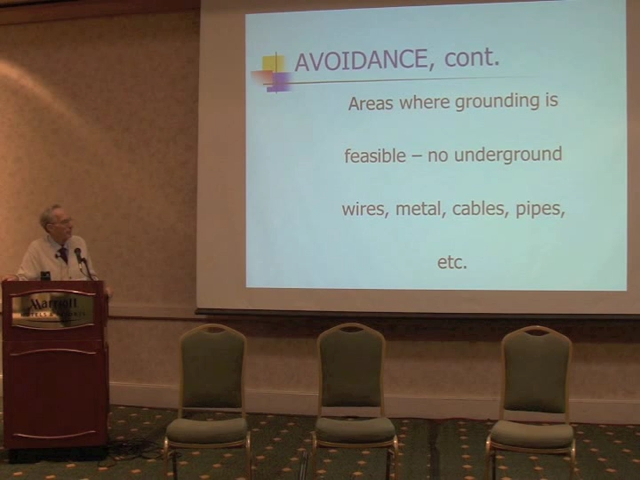 AVOIDANCE, cont.
Areas where grounding is
feasible – no underground
wires, metal, cables, pipes,
etc.
Marriott